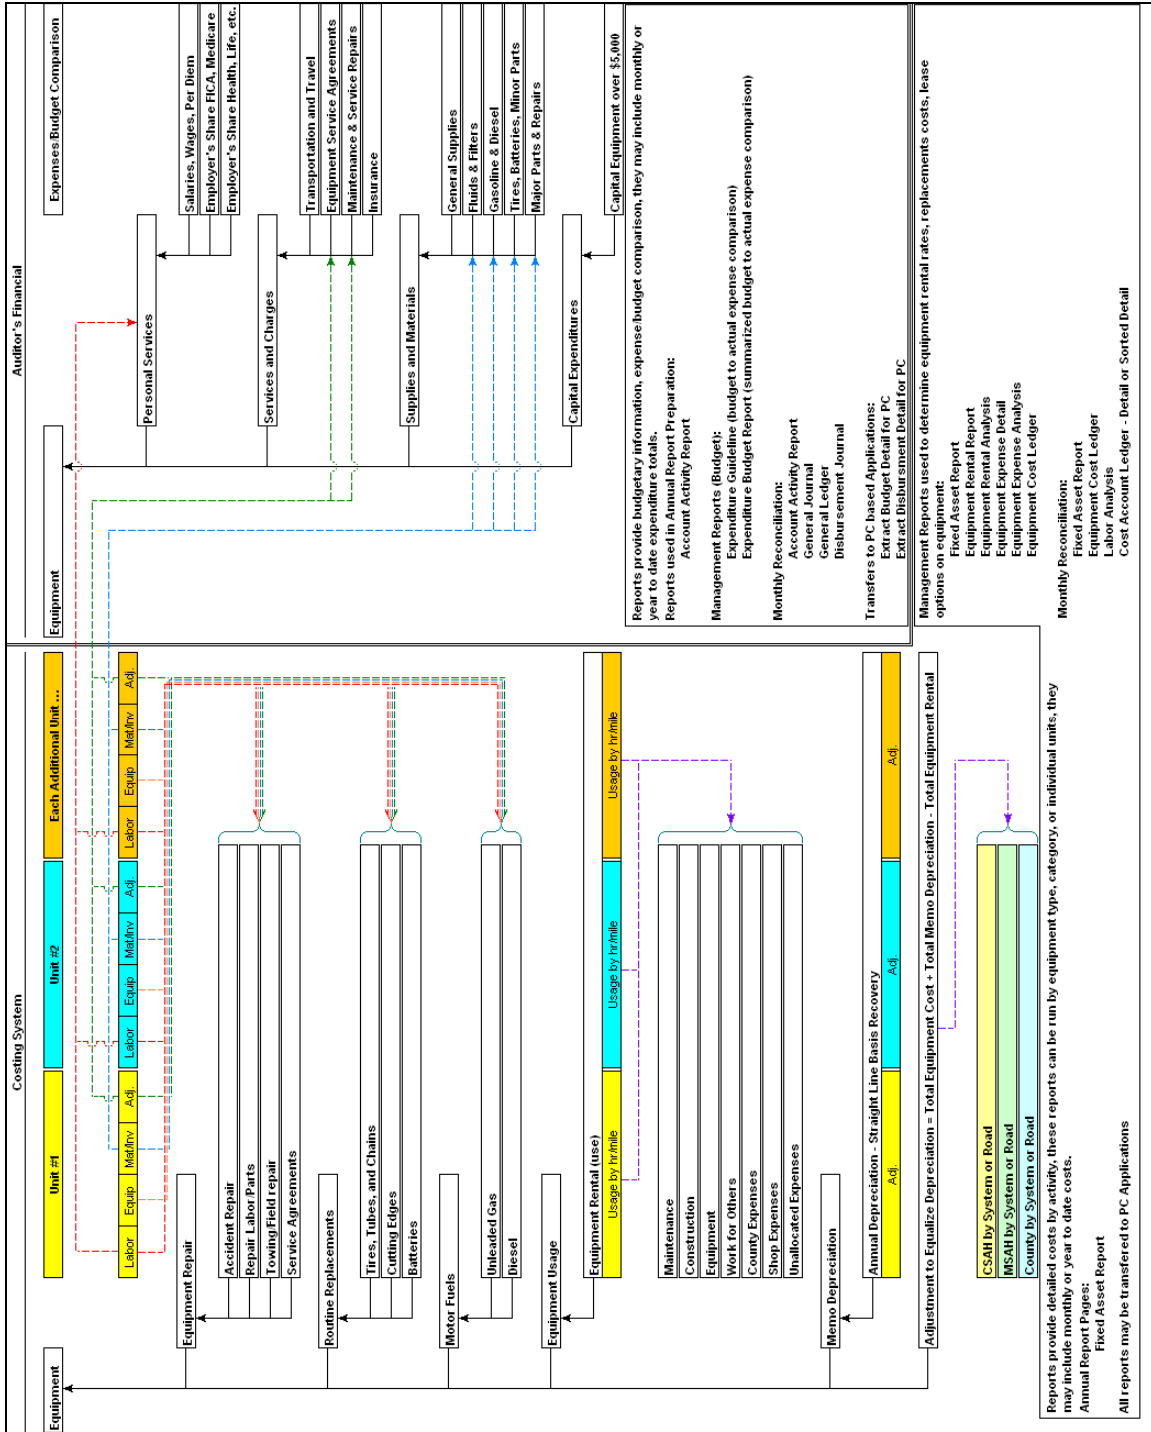 Costing System
Auditor's Financial
Equipment
Unit #1
Unit #2
Each Additional Unit ...
Equipment
Expenses/Budget Comparison
Labor
Equip
Mat/Inv
Adj.
Labor
Equip
Mat/Inv
Adj.
Labor
Equip
Mat/Inv
Adj.
Equipment Repair
Accident Repair
Repair Labor/Parts
Towing/Field repair
Service Agreements
Routine Replacements
Tires, Tubes, and Chains
Cutting Edges
Batteries
Motor Fuels
Unleaded Gas
Diesel
Equipment Usage
Equipment Rental (use)
Usage by hr/mile
Usage by hr/mile
Usage by hr/mile
Maintenance
Construction
Equipment
Work for Others
County Expenses
Shop Expenses
Unallocated Expenses
Memo Depreciation
Annual Depreciation - Straight Line Basis Recovery
Adj.
Adj.
Adj.
Adjustment to Equalize Depreciation = Total Equipment Cost + Total Memo Depreciation - Total Equipment Rental
CSAH by System or Road
MSAH by System or Road
County by System or Road
Personal Services
Salaries, Wages, Per Diem
Employer's Share FICA, Medicare
Employer's Share Health, Life, etc.
Services and Charges
Transportation and Travel
Equipment Service Agreements
Maintenance & Service Repairs
Insurance
Supplies and Materials
General Supplies
Fluids & Filters
Gasoline & Diesel
Tires, Batteries, Minor Parts
Major Parts & Repairs
Capital Expenditures
Capital Equipment over $5,000
Reports provide budgetary information, expense/budget comparison, they may include monthly or
year to date expenditure totals.
Reports used in Annual Report Preparation:
Account Activity Report
Management Reports (Budget):
Expenditure Guideline (budget to actual expense comparison)
Expenditure Budget Report (summarized budget to actual expense comparison)
Monthly Reconciliation:
Account Activity Report
General Journal
General Ledger
Disbursement Journal
Transfers to PC based Applications:
Extract Budget Detail for PC
Extract Disbursment Detail for PC
Management Reports used to determine equipment rental rates, replacements costs, lease
options on equipment:
Fixed Asset Report
Equipment Rental Report
Equipment Rental Analysis
Equipment Expense Detail
Equipment Expense Analysis
Equipment Cost Ledger
Monthly Reconciliation:
Fixed Asset Report
Equipment Cost Ledger
Labor Analysis
Cost Account Ledger - Detail or Sorted Detail
Reports provide detailed costs by activity, these reports can be run by equipment type, category, or individual units, they
may include monthly or year to date costs.
Annual Report Pages:
Fixed Asset Report
All reports may be transferred to PC Applications